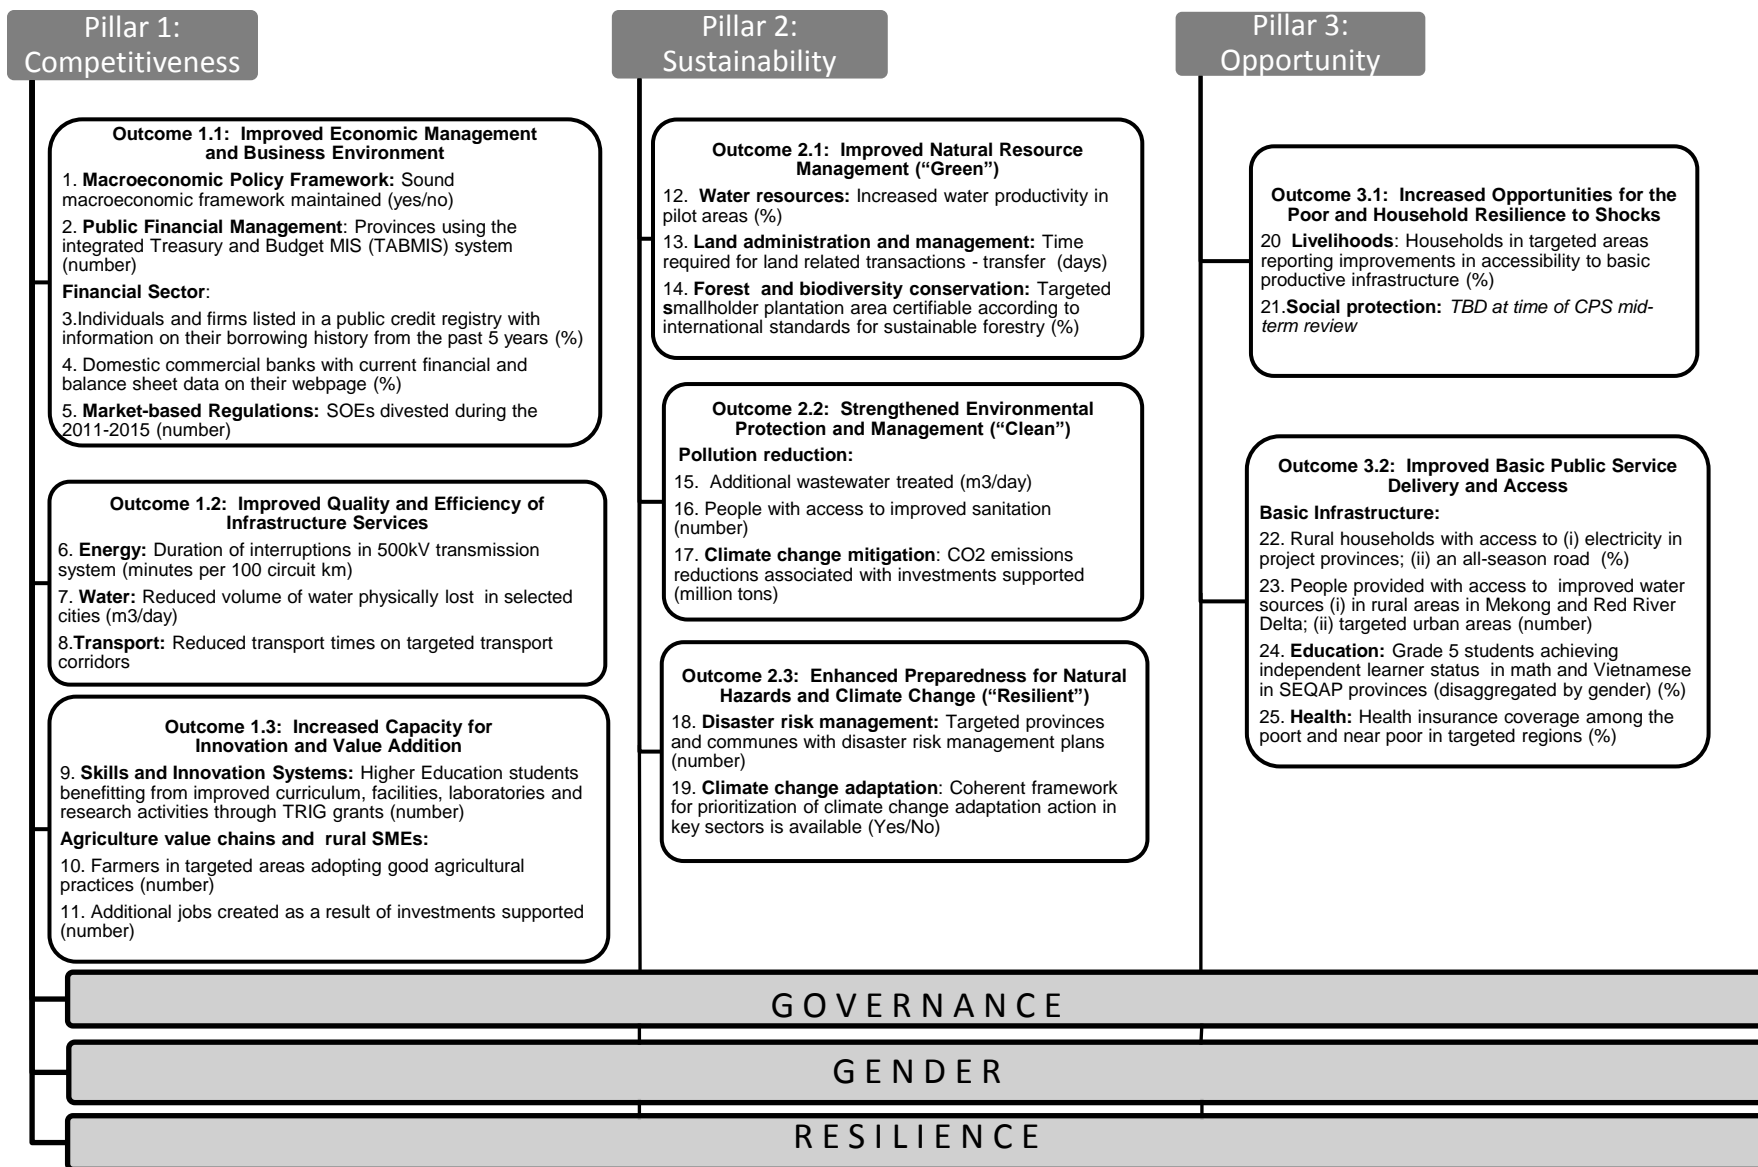 Pillar 1:
Competitiveness
Outcome 1.1:  Improved Economic Management
and Business Environment
1. Macroeconomic Policy Framework: Sound
macroeconomic framework maintained (yes/no)
2. Public Financial Management: Provinces using the
integrated Treasury and Budget MIS (TABMIS) system
(number)
Financial Sector:
3.Individuals and firms listed in a public credit registry with
information on their borrowing history from the past 5 years (%)
4. Domestic commercial banks with current financial and
balance sheet data on their webpage (%)
5. Market-based Regulations: SOEs divested during the
2011-2015 (number)
Outcome 1.2:  Improved Quality and Efficiency of
Infrastructure Services
6. Energy: Duration of interruptions in 500kV transmission
system (minutes per 100 circuit km)
7. Water: Reduced volume of water physically lost in selected
cities (m3/day)
8.Transport: Reduced transport times on targeted transport
corridors
Outcome 1.3:  Increased Capacity for
Innovation and Value Addition
9. Skills and Innovation Systems: Higher Education students
benefitting from improved curriculum, facilities, laboratories and
research activities through TRIG grants (number)
Agriculture value chains and rural SMEs:
10. Farmers in targeted areas adopting good agricultural
practices (number)
11. Additional jobs created as a result of investments supported
(number)
Pillar 2:
Sustainability
Outcome 2.1:  Improved Natural Resource
Management (“Green”)
12. Water resources: Increased water productivity in
pilot areas (%)
13. Land administration and management: Time
required for land related transactions - transfer (days)
14. Forest and biodiversity conservation: Targeted
smallholder plantation area certifiable according to
international standards for sustainable forestry (%)
Outcome 2.2:  Strengthened Environmental
Protection and Management (“Clean”)
Pollution reduction:
15. Additional wastewater treated (m3/day)
16. People with access to improved sanitation
(number)
17. Climate change mitigation: CO2 emissions
reductions associated with investments supported
(million tons)
Outcome 2.3:  Enhanced Preparedness for Natural
Hazards and Climate Change (“Resilient”)
18. Disaster risk management: Targeted provinces
and communes with disaster risk management plans
(number)
19. Climate change adaptation: Coherent framework
for prioritization of climate change adaptation action in
key sectors is available (Yes/No)
Pillar 3:
Opportunity
Outcome 3.1:  Increased Opportunities for the
Poor and Household Resilience to Shocks
20 Livelihoods: Households in targeted areas
reporting improvements in accessibility to basic
productive infrastructure (%)
21.Social protection: TBD at time of CPS mid-
term review
Outcome 3.2:  Improved Basic Public Service
Delivery and Access
Basic Infrastructure:
22. Rural households with access to (i) electricity in
project provinces; (ii) an all-season road (%)
23. People provided with access to improved water
sources (i) in rural areas in Mekong and Red River
Delta; (ii) targeted urban areas (number)
24. Education: Grade 5 students achieving
independent learner status in math and Vietnamese
in SEQAP provinces (disaggregated by gender) (%)
25. Health: Health insurance coverage among the
poort and near poor in targeted regions (%)
GOVERNANCE
GENDER
RESILIENCE